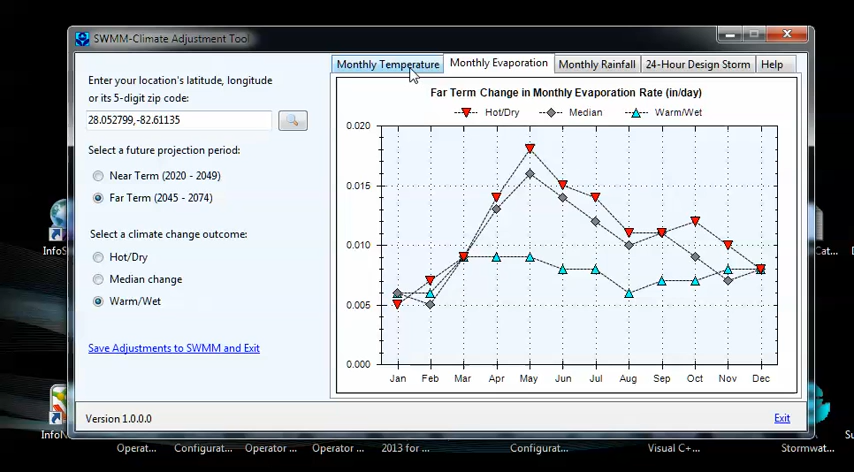 SWMM-Climate Adjustment Tool
Enter your location's latitude, longitude
or its 5-digit zip code:
28.052799,-82.61135
Select a future projection period:
Near Term (2020 - 2049)
Far Term (2045 - 2074)
Select a climate change outcome:
Hot/Dry
Median change
Warm/Wet
Save Adjustments to SWMM and Exit
Version 1.0.0.0
Monthly Temperature
Monthly Evaporation
Monthly Rainfall
24-Hour Design Storm
Help
Far Term Change in Monthly Evaporation Rate (in/day)
Hot/Dry Median Warm/Wet
0.020
0.015
0.010
0.005
0.000
Jan Feb Mar Apr May Jun Jul Aug Sep Oct Nov Dec
Exit
Operat...
Configurat...
Operator ...
Operator ...
2013 for ...
Configurat...
Visual C+...
Stormwat...